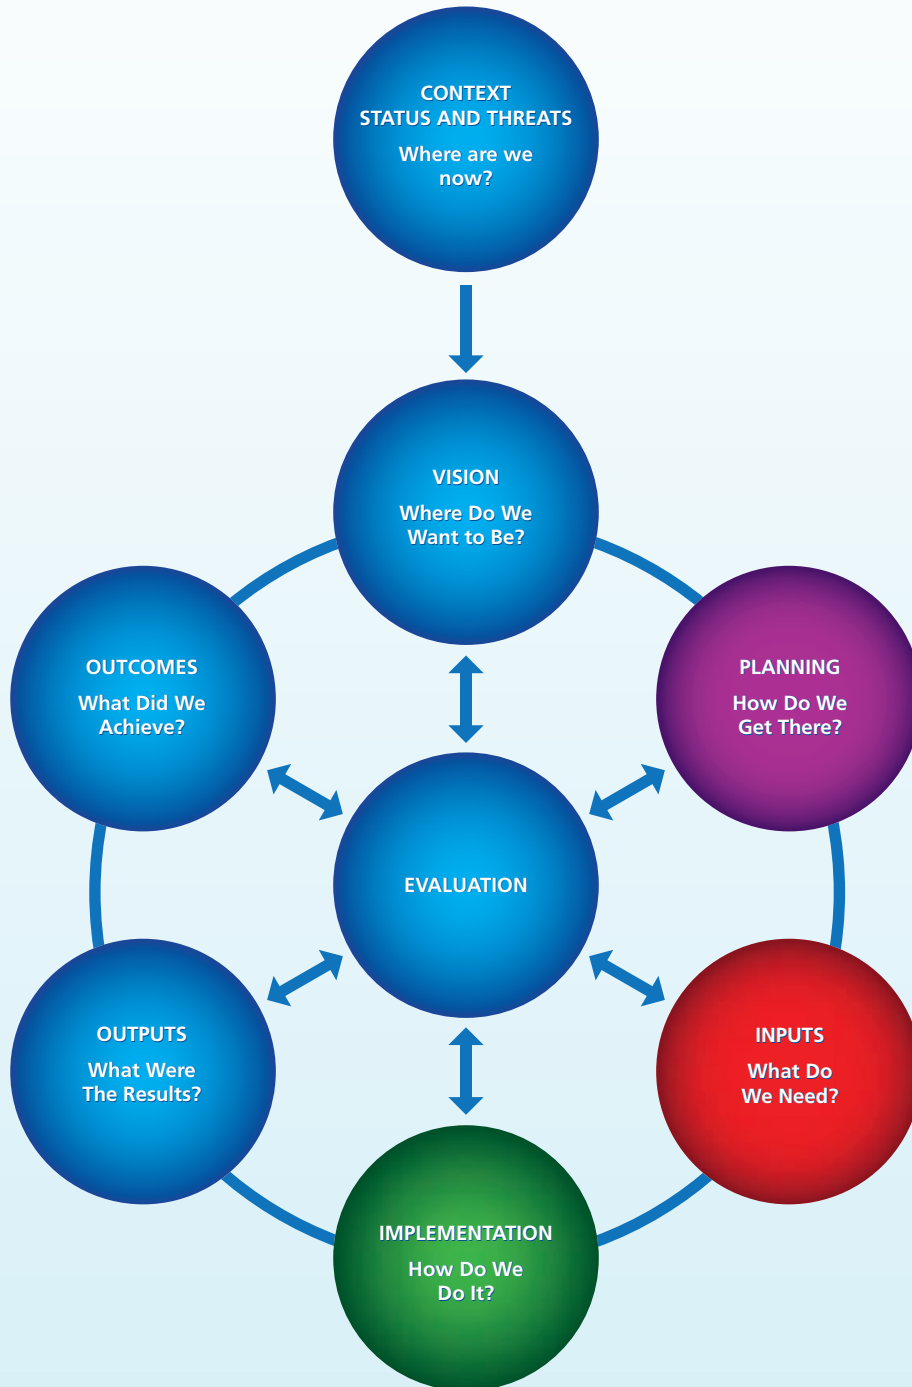 CONTEXT
STATUS AND THREATS
Where are we
now?
VISION
Where Do We
Want to Be?
OUTCOMES
What Did We
Achieve?
PLANNING
How Do We
Get There?
EVALUATION
OUTPUTS
What Were
The Results?
INPUTS
What Do
We Need?
IMPLEMENTATION
How Do We
Do It?